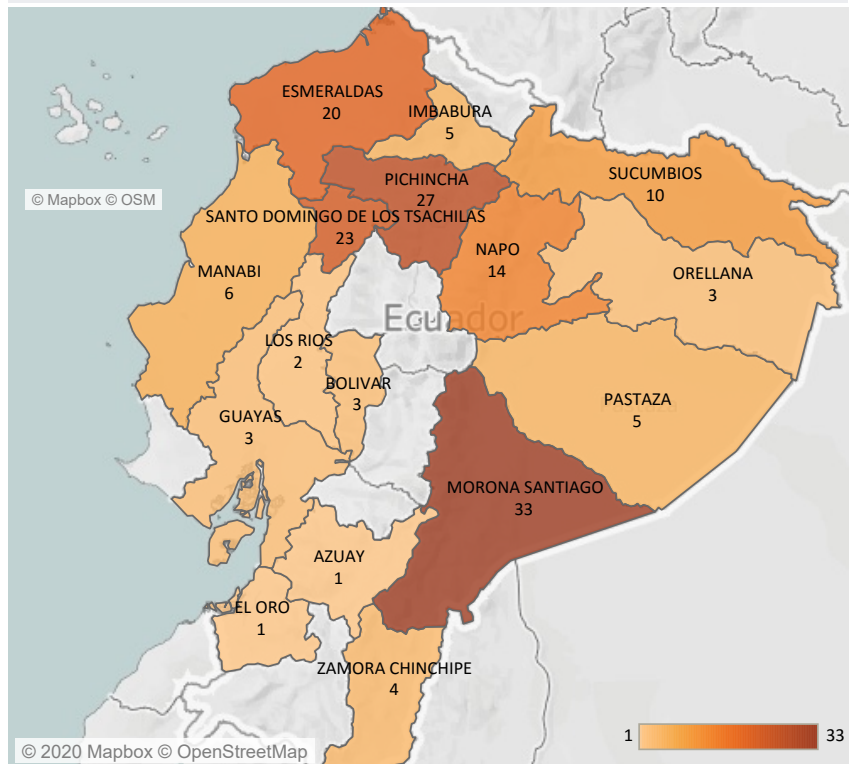 ESMERALDAS
20
IMBABURA
5
© Mapbox © OSM
PICHINCHA
27
SUCUMBIOS
10
SANTO DOMINGO DE LOS TSACHILAS
23
NAPO
14
MANABI
6
ORELLANA
3
Ecuador
LOS RIOS
2
BOLIVAR
3
PASTAZA
5
GUAYAS
3
MORONA SANTIAGO
33
AZUAY
1
EL ORO
1
ZAMORA CHINCHIPE
4
1 33
© 2020 Mapbox © OpenStreetMap